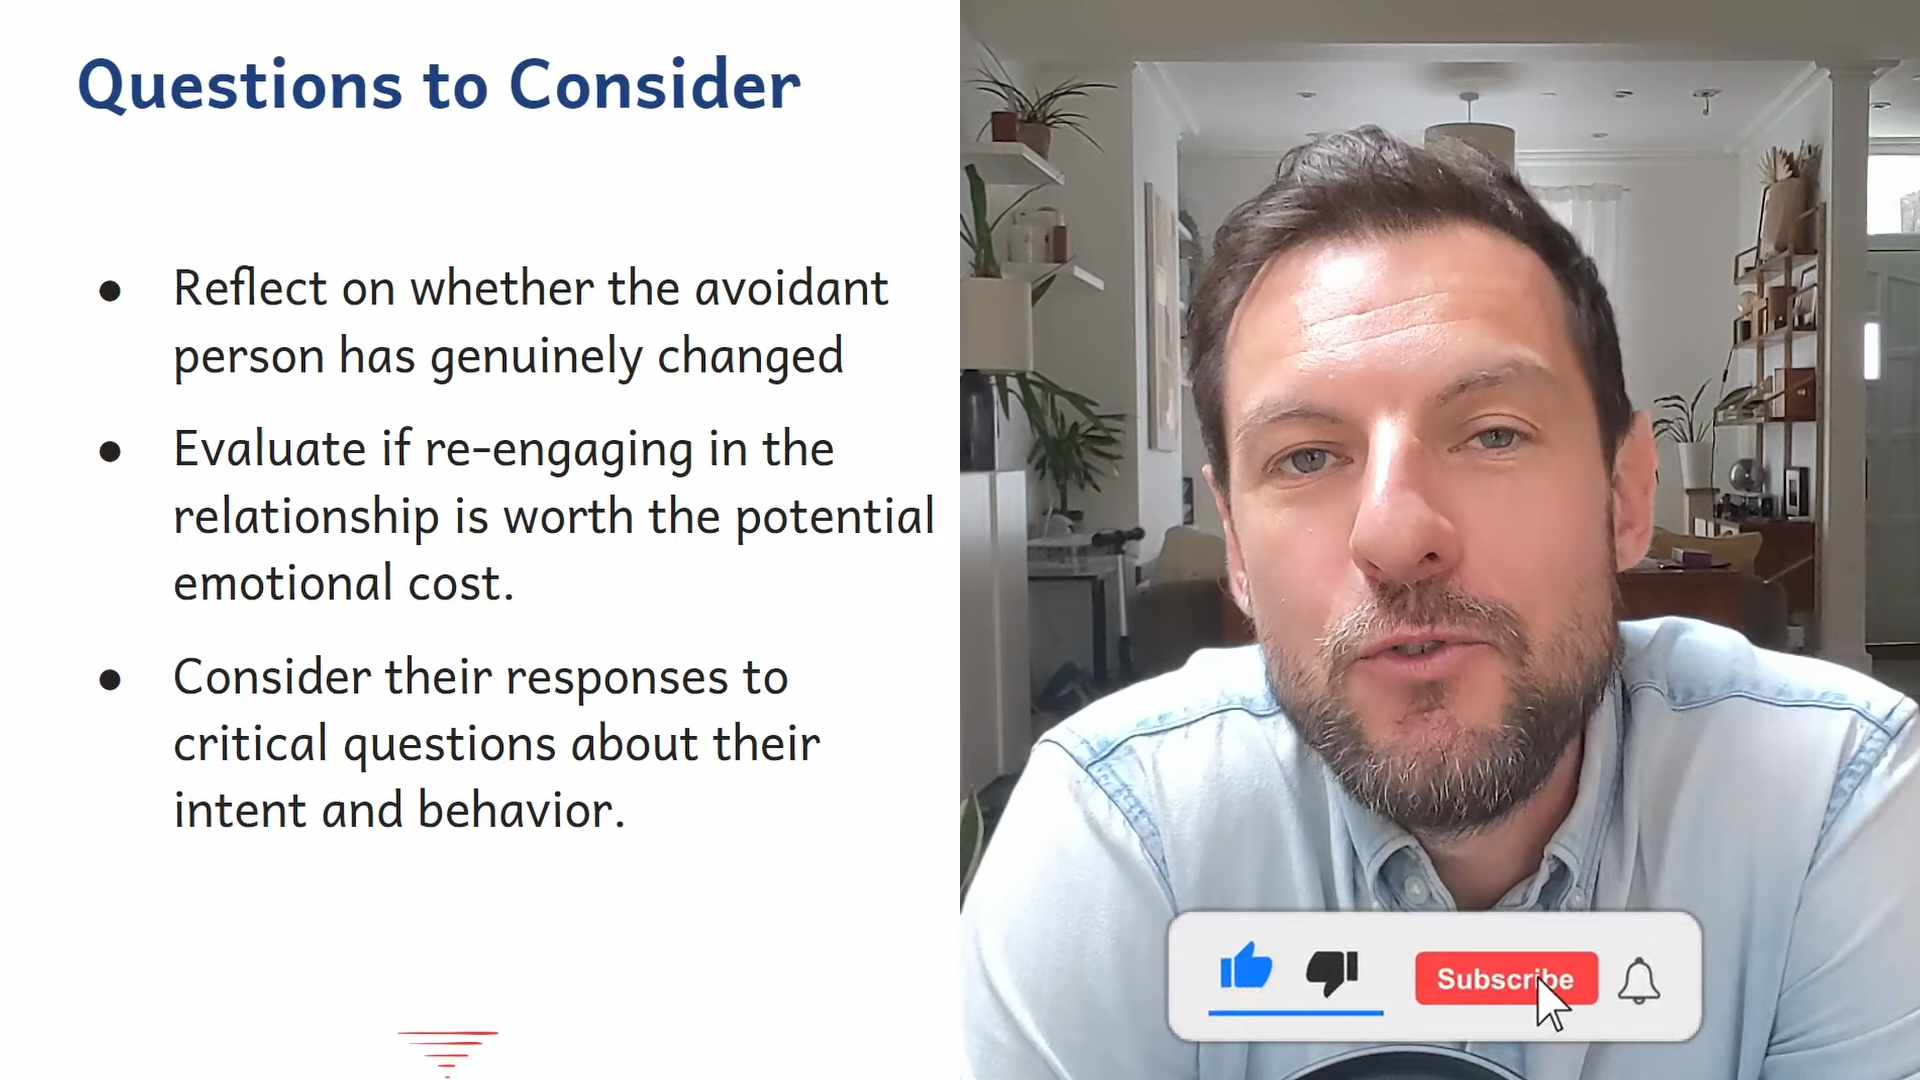 Questions to Consider
● Reflect on whether the avoidant
person has genuinely changed
● Evaluate if re-engaging in the
relationship is worth the potential
emotional cost.
● Consider their responses to
critical questions about their
intent and behavior.
Subscribe